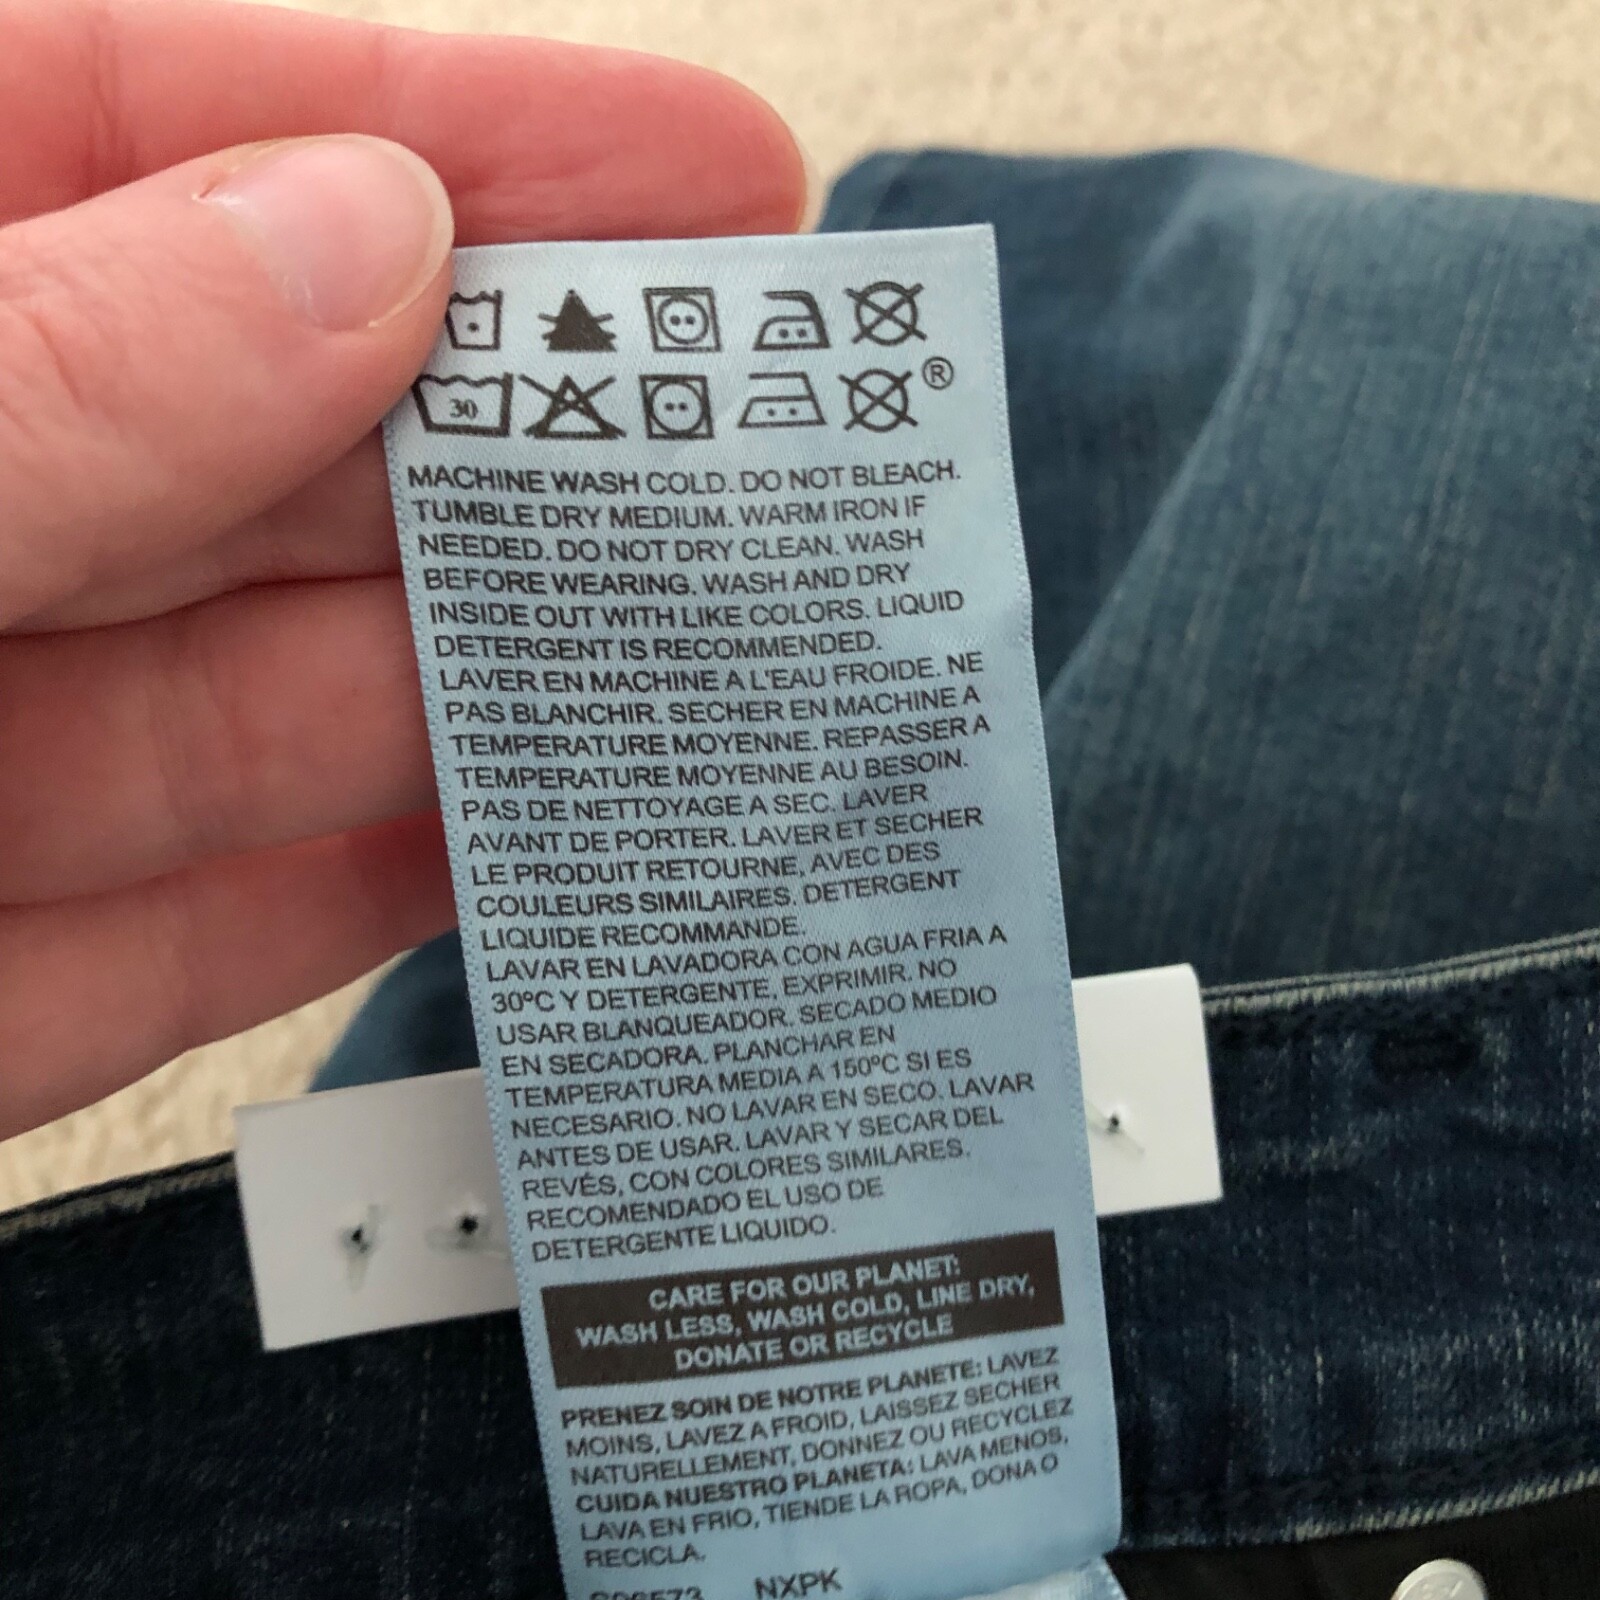 30
®
MACHINE WASH COLD. DO NOT BLEACH.
TUMBLE DRY MEDIUM. WARM IRON IF
NEEDED. DO NOT DRY CLEAN. WASH
BEFORE WEARING. WASH AND DRY
INSIDE OUT WITH LIKE COLORS. LIQUID
DETERGENT IS RECOMMENDED.
LAVER EN MACHINE A L'EAU FROIDE. NE
PAS BLANCHIR. SECHER EN MACHINE A
TEMPERATURE MOYENNE. REPASSER A
TEMPERATURE MOYENNE AU BESOIN.
PAS DE NETTOYAGE A SEC. LAVER
AVANT DE PORTER. LAVER ET SECHER
LE PRODUIT RETOURNE, AVEC DES
COULEURS SIMILAIRES. DETERGENT
LIQUIDE RECOMMANDE.
LAVAR EN LAVADORA CON AGUA FRIA A
30ºC Y DETERGENTE, EXPRIMIR. NO
USAR BLANQUEADOR. SECADO MEDIO
EN SECADORA. PLANCHAR EN
TEMPERATURA MEDIA A 150ºC SI ES
NECESARIO. NO LAVAR EN SECO. LAVAR
ANTES DE USAR. LAVAR Y SECAR DEL
REVÉS, CON COLORES SIMILARES.
RECOMENDADO EL USO DE
DETERGENTE LIQUIDO.
CARE FOR OUR PLANET:
WASH LESS, WASH COLD, LINE DRY,
DONATE OR RECYCLE
PRENEZ SOIN DE NOTRE PLANETE: LAVEZ
MOINS, LAVEZ A FROID, LAISSEZ SECHER
NATURELLEMENT, DONNEZ OU RECYCLEZ
CUIDA NUESTRO PLANETA: LAVA MENOS,
LAVA EN FRIO, TIENDE LA ROPA, DONA O
RECICLA.
NXPK